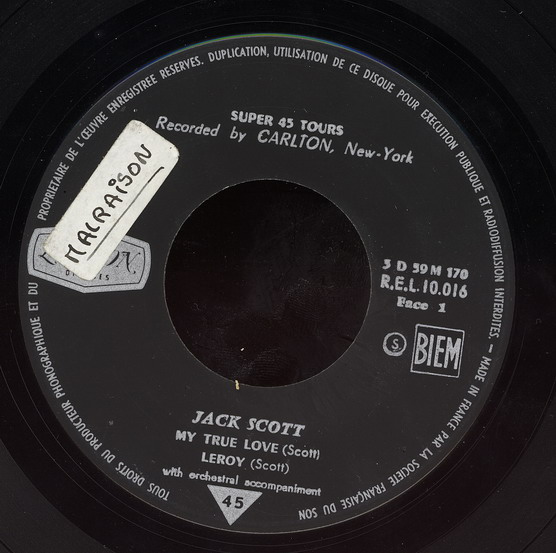 TOUS DROITS DU PRODUCTEUR PHONOGRAPHIQUE ET DU PROPRIETAIRE DE L'ŒUVRE ENREGISTREE RESERVES. DUPLICATION, UTILISATION DE CE DISQUE POUR EXECUTION PUBLIQUE ET RADIODIFFUSION INTERDITES. — MADE IN FRANCE PAR LA SOCIETE FRANÇAISE DU SON
SUPER 45 TOURS
Recorded by CARLTON, New-York
MALRAISON
5 D 59 M 170
R.E.L. 10.016
Face 1
S BIEM
JACK SCOTT
MY TRUE LOVE (Scott)
LEROY (Scott)
with orchestral accompaniment
45